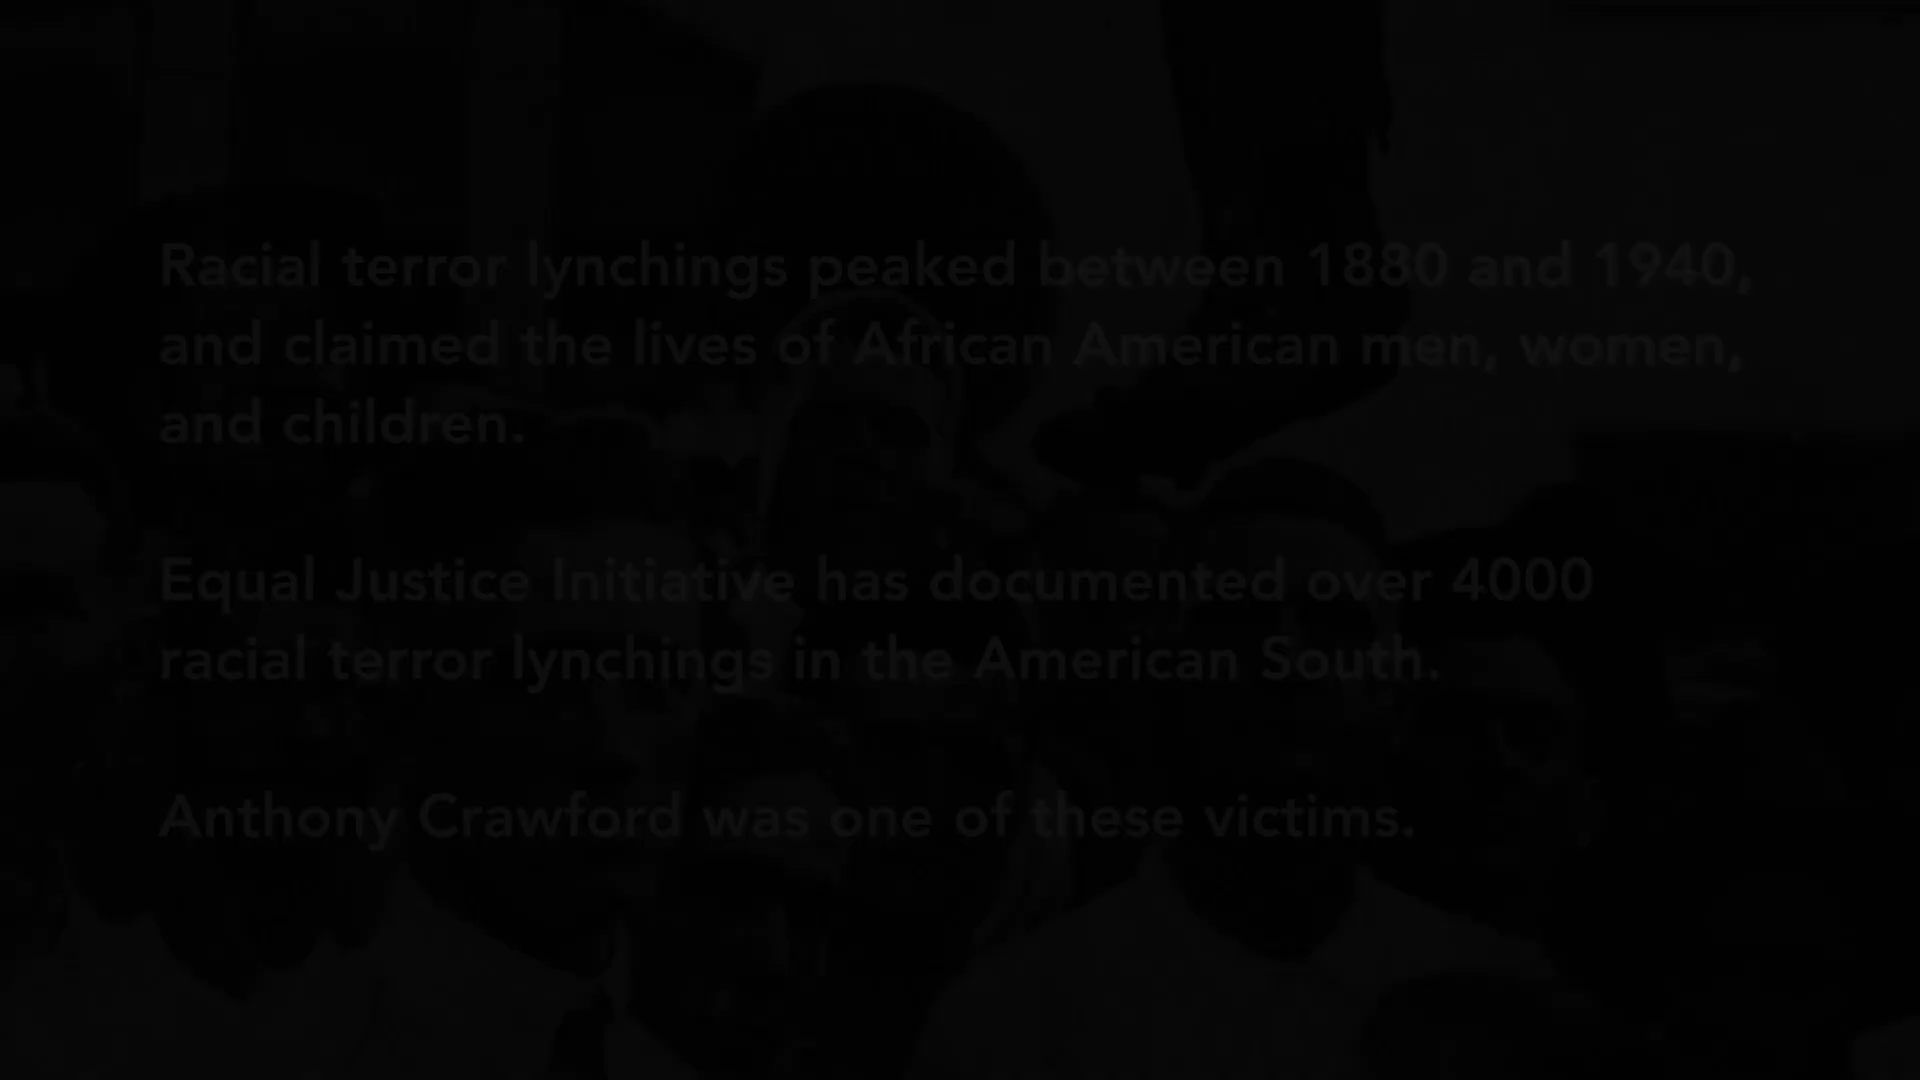 Racial terror lynchings peaked between 1880 and 1940,
and claimed the lives of African American men, women,
and children.
Equal Justice Initiative has documented over 4000
racial terror lynchings in the American South.
Anthony Crawford was one of these victims.